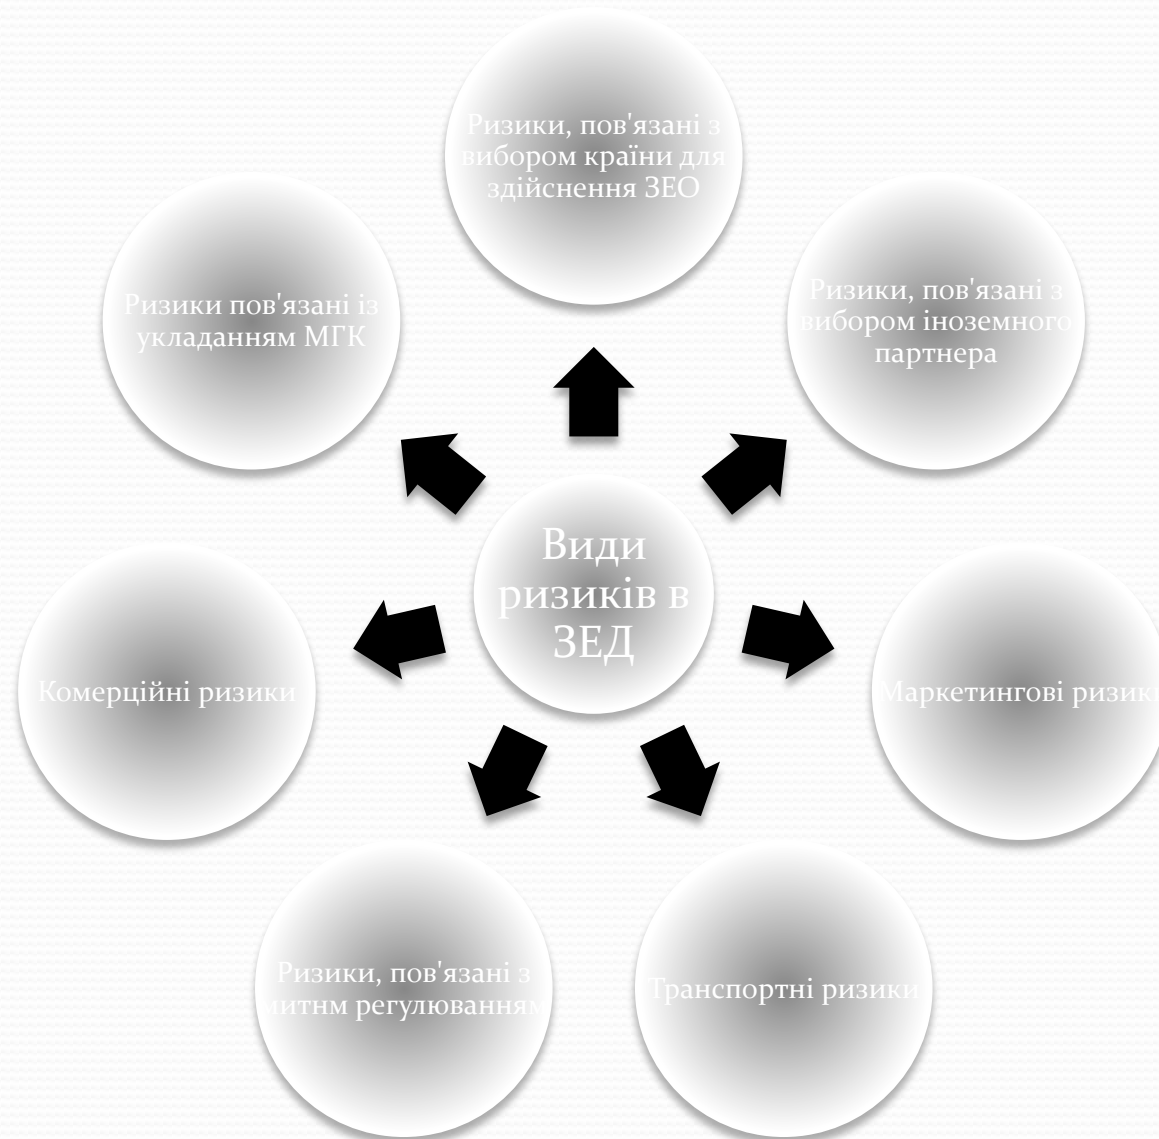 Ризики, пов'язані з
вибором країни для
здійснення ЗЕО
Ризики, пов'язані з
вибором іноземного
партнера
Маркетингові ризики
Транспортні ризики
Ризики, пов'язані з
митнм регулюванням
Комерційні ризики
Ризики пов'язані із
укладанням МГК
Види
ризиків в
ЗЕД